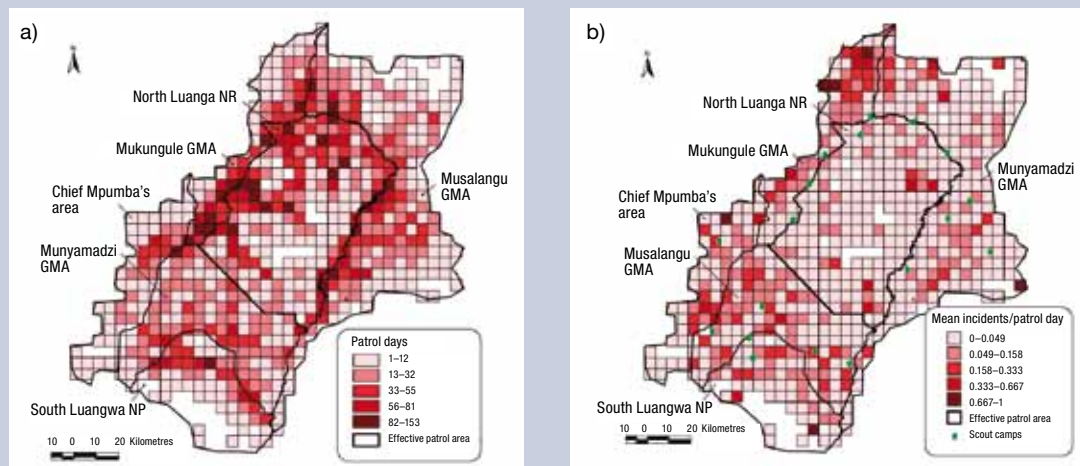 a)
North Luanga NR
Mukungule GMA
Chief Mpumba's
area
Munyamadzi
GMA
Musalangu
GMA
South Luangwa NP
10 0 10 20 Kilometres
Patrol days
1–12
13–32
33–55
56–81
82–153
Effective patrol area
b)
North Luanga NR
Mukungule GMA
Chief Mpumba's
area
Musalangu
GMA
Munyamadzi
GMA
South Luangwa NP
10 0 10 20 Kilometres
Mean incidents/patrol day
0–0.049
0.049–0.158
0.158–0.333
0.333–0.667
0.667–1
Effective patrol area
Scout camps